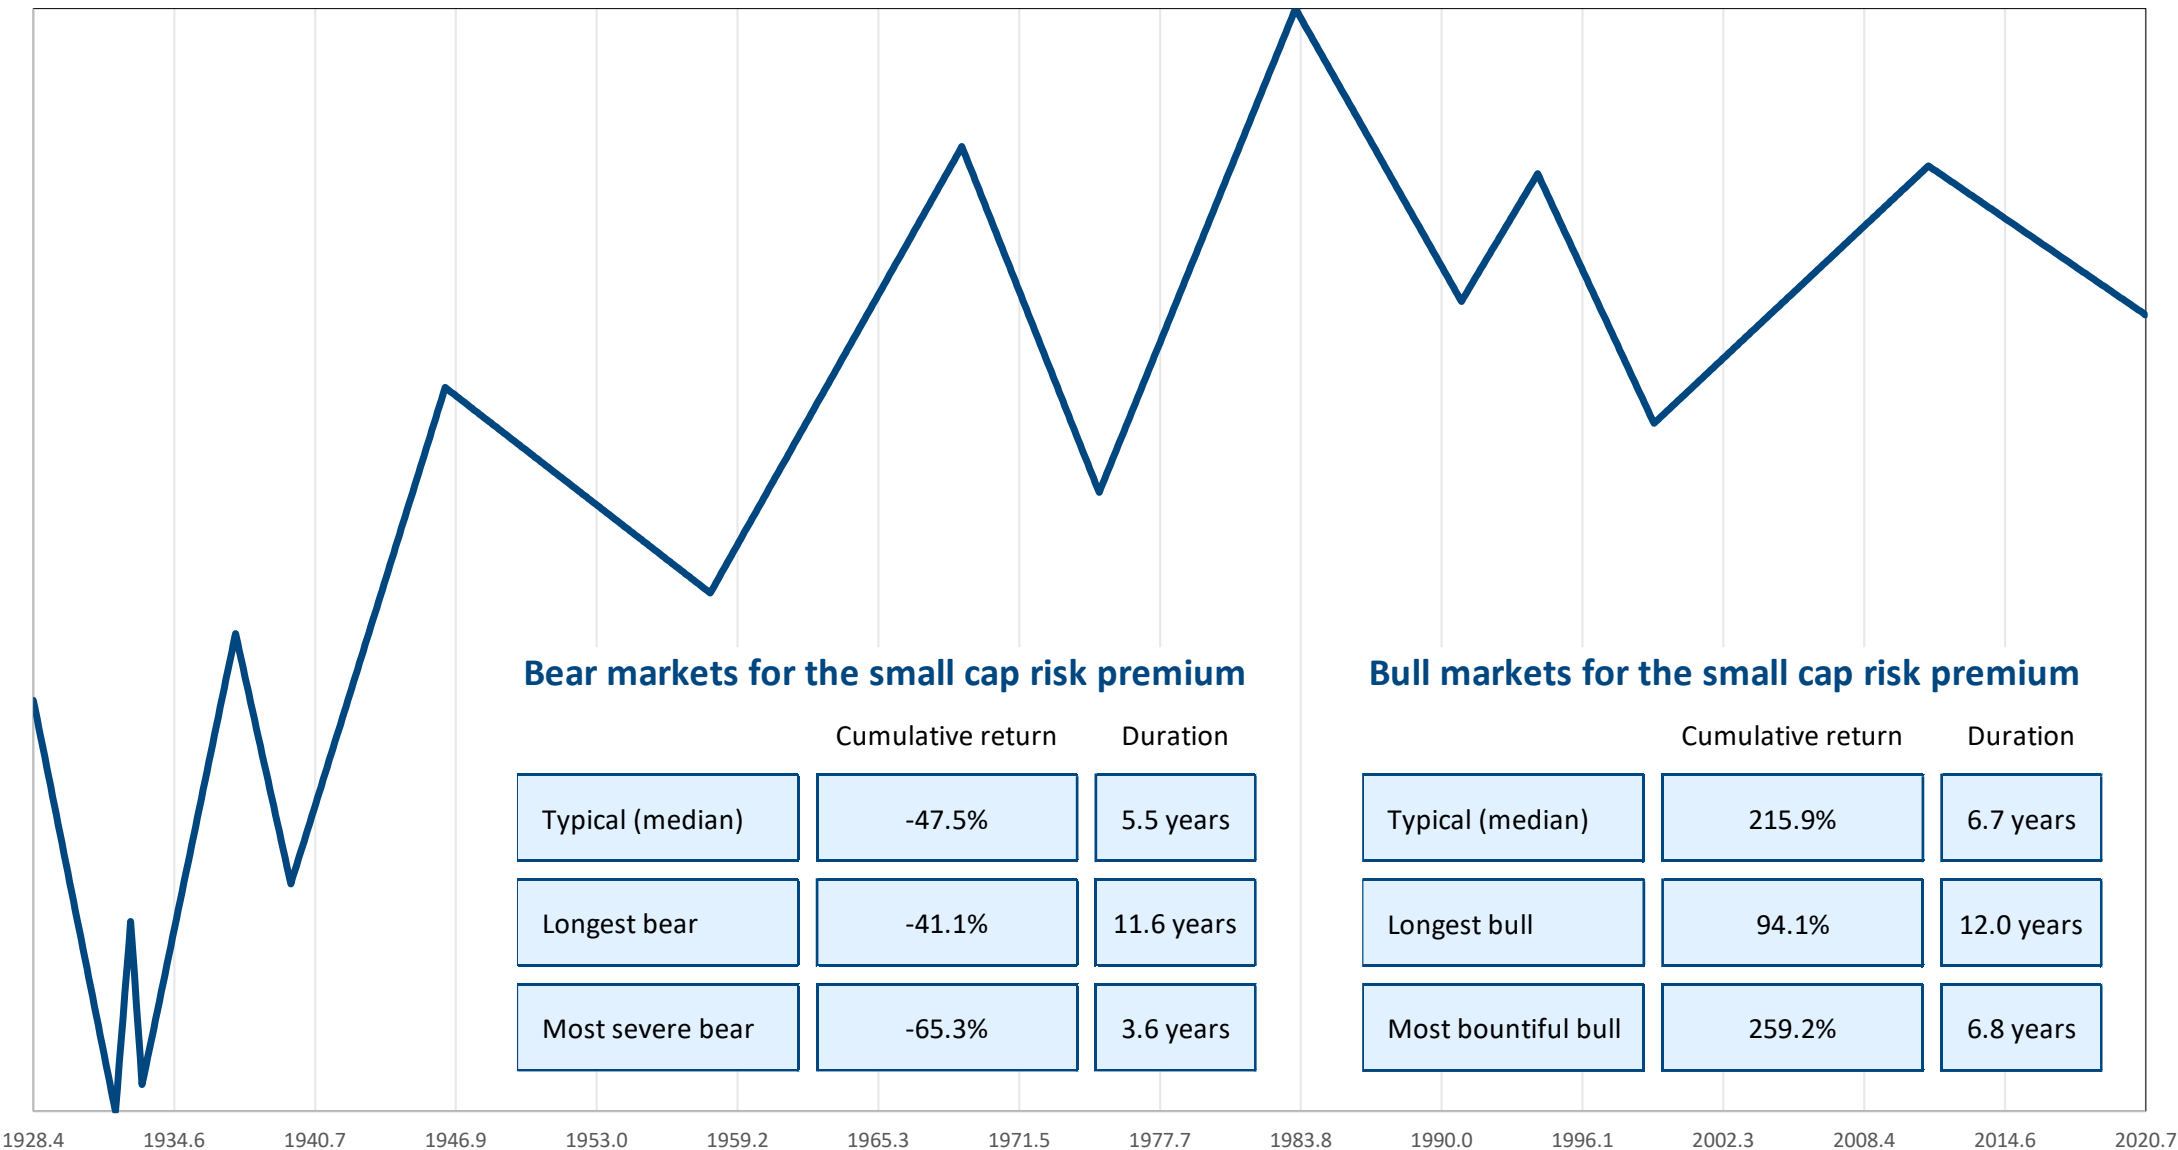 Bear markets for the small cap risk premium
Cumulative return Duration
Typical (median) -47.5% 5.5 years
Longest bear -41.1% 11.6 years
Most severe bear -65.3% 3.6 years
Bull markets for the small cap risk premium
Cumulative return Duration
Typical (median) 215.9% 6.7 years
Longest bull 94.1% 12.0 years
Most bountiful bull 259.2% 6.8 years
1928.4 1934.6 1940.7 1946.9 1953.0 1959.2 1965.3 1971.5 1977.7 1983.8 1990.0 1996.1 2002.3 2008.4 2014.6 2020.7